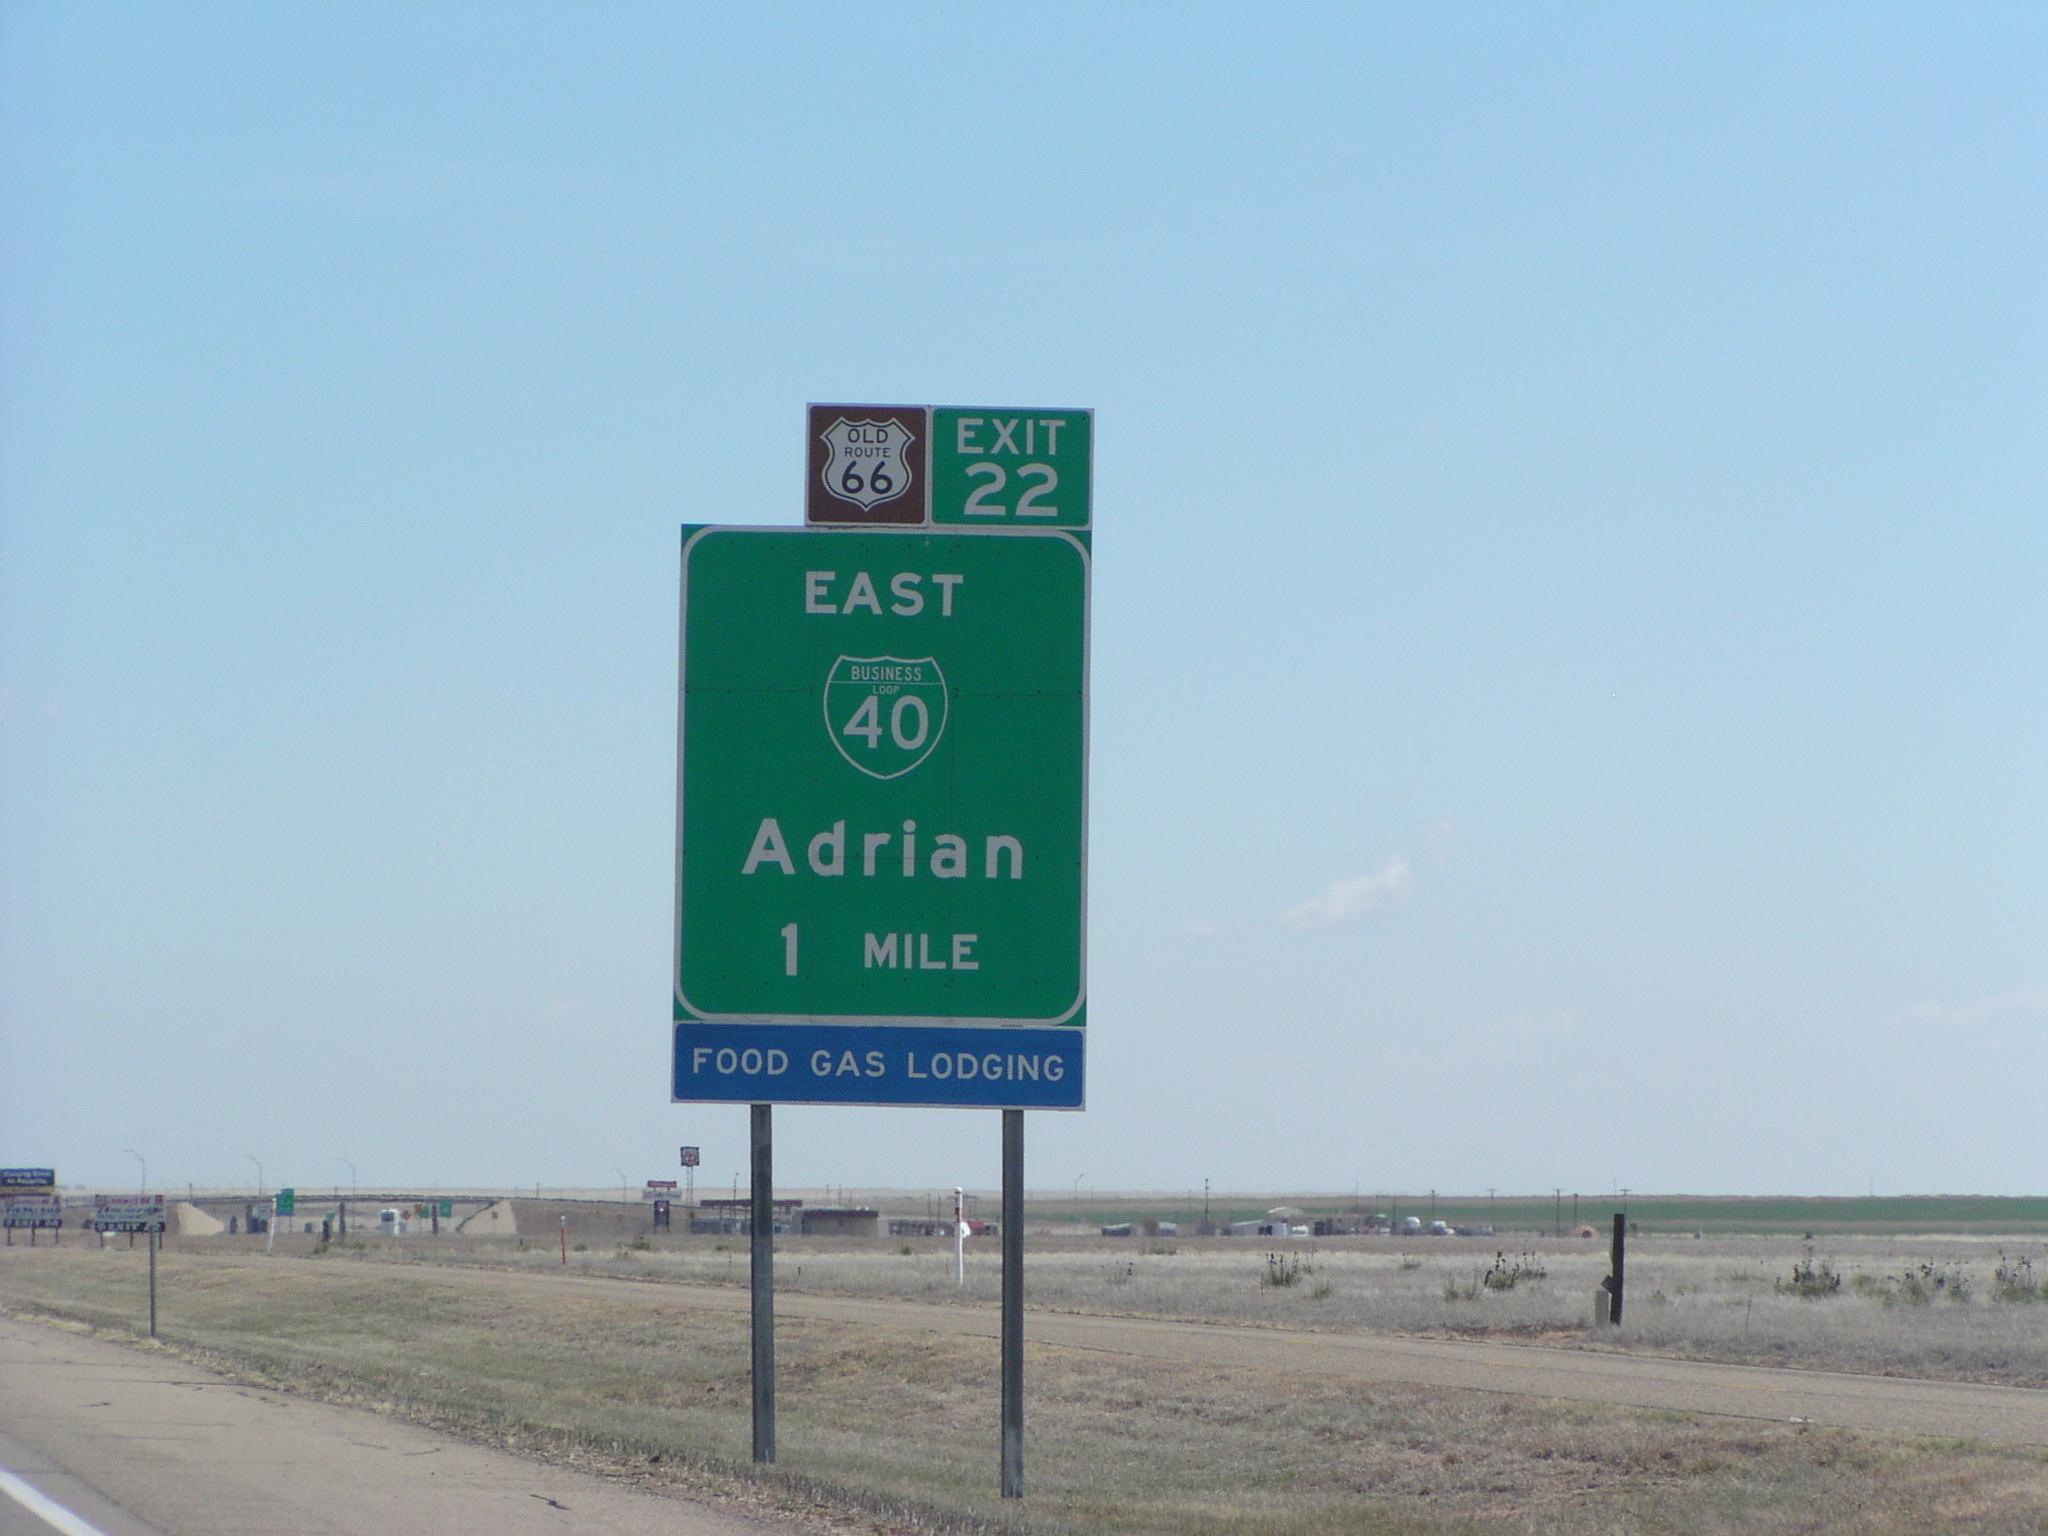 OLD
ROUTE
66
EXIT
22
EAST
BUSINESS
LOOP
40
Adrian
1 MILE
FOOD GAS LODGING